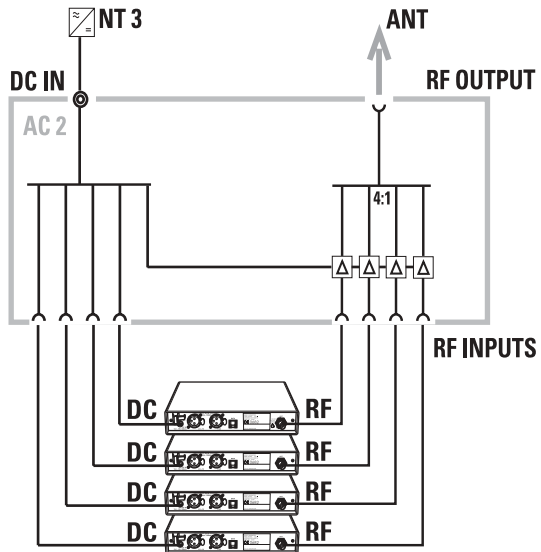 NT 3
ANT
DC IN
RF OUTPUT
AC 2
4:1
RF INPUTS
DC RF
DC RF
DC RF
DC RF